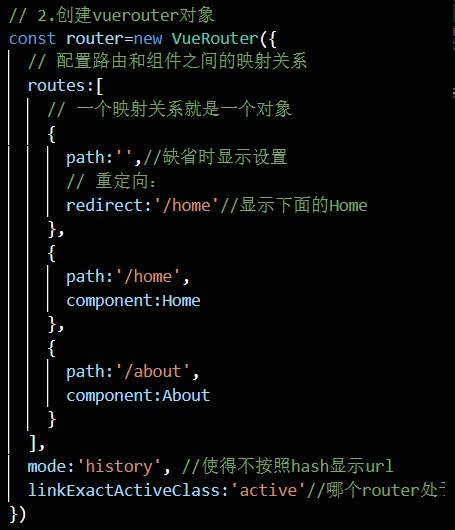 // 2.创建vuerouter对象
const router=new VueRouter({
// 配置路由和组件之间的映射关系
routes:[
// 一个映射关系就是一个对象
{
path:'',//缺省时显示设置
// 重定向：
redirect:'/home'//显示下面的Home
},
{
path:'/home',
component:Home
},
{
path:'/about',
component:About
}
],
mode:'history', //使得不按照hash显示url
linkExactActiveClass:'active'//哪个router处于
})